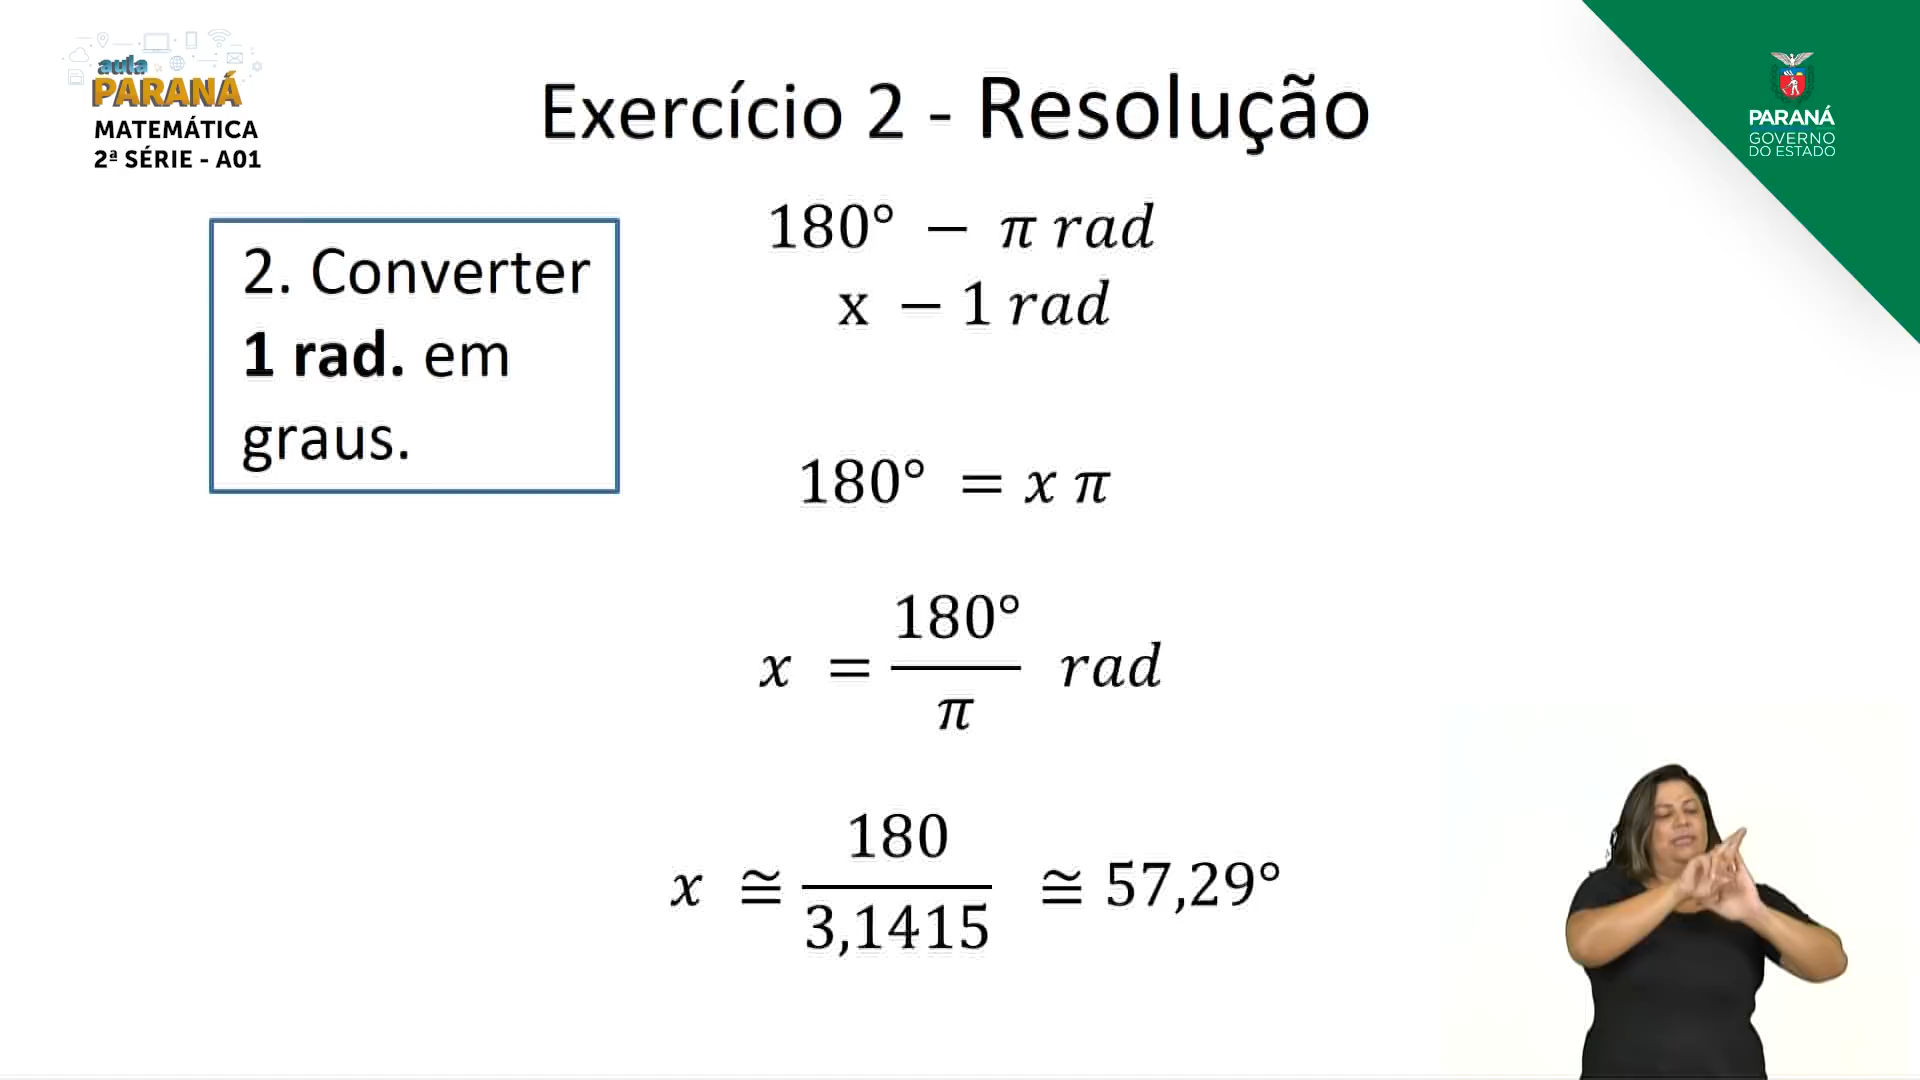 aula
PARANÁ
MATEMÁTICA
2ª SÉRIE - A01
Exercício 2 - Resolução
PARANÁ
GOVERNO
DO ESTADO
2. Converter
1 rad. em
graus.
180° − π rad
x − 1 rad
180° = x π
x = 180°/π rad
x ≅ 180/3,1415 ≅ 57,29°